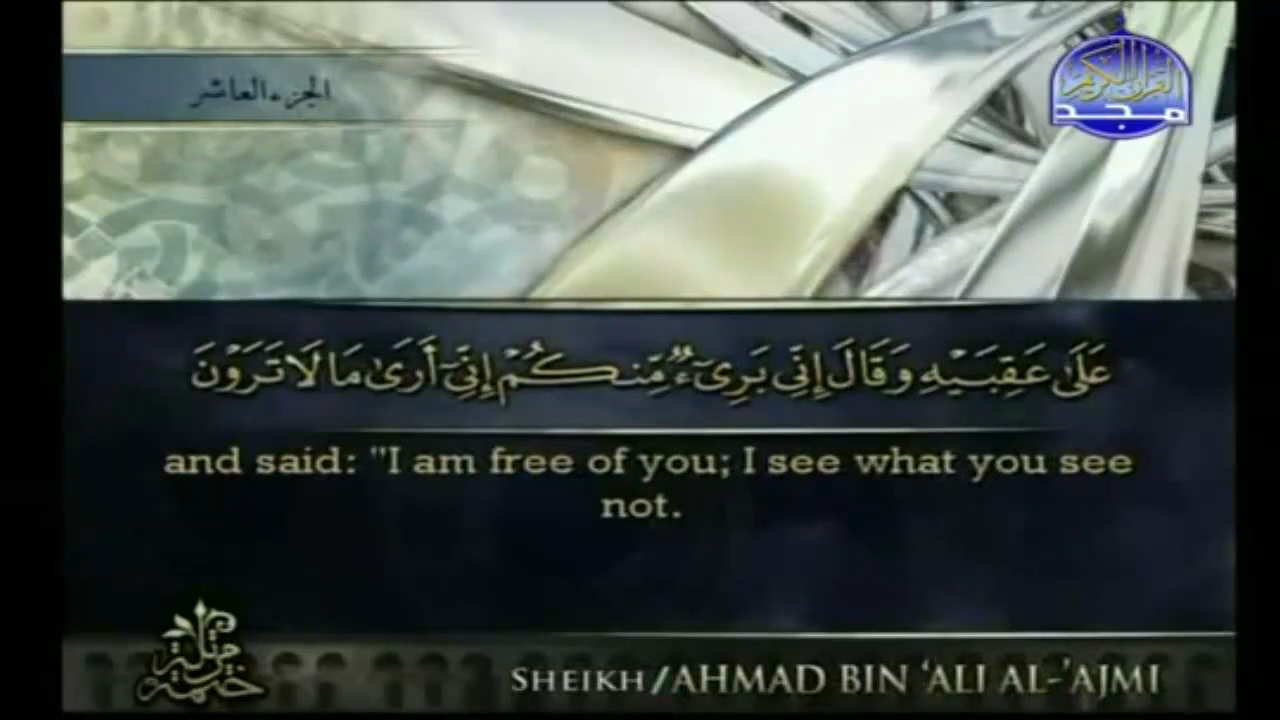 الجزء العاشر
القرآن الكريم
مجد
عَلَىٰ عَقِبَيْهِ وَقَالَ إِنِّي بَرِيٓءٌ مِّنكُمْ إِنِّيٓ أَرَىٰ مَا لَا تَرَوْنَ
and said: "I am free of you; I see what you see
not.
ختمة مرتلة
SHEIKH/AHMAD BIN ‘ALI AL-’AJMI